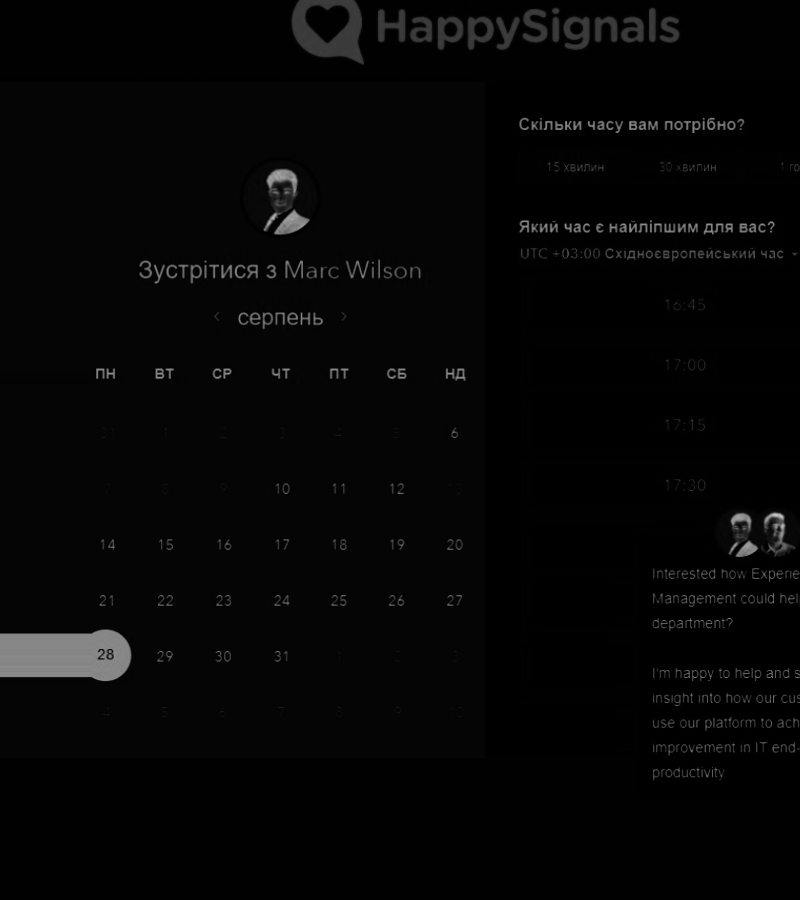 HappySignals
Зустрітися з Marc Wilson
серпень
ПН ВТ СР ЧТ ПТ СБ НД
31 1 2 3 4 5 6
7 8 9 10 11 12 13
14 15 16 17 18 19 20
21 22 23 24 25 26 27
28 29 30 31 1 2 3
4 5 6 7 8 9 10
Скільки часу вам потрібно?
15 хвилин 30 хвилин 1 го
Який час є найліпшим для вас?
UTC +03:00 Східноєвропейський час
16:45
17:00
17:15
17:30
Interested how Experie
Management could hel
department?
I'm happy to help and s
insight into how our cus
use our platform to ach
improvement in IT end-
productivity